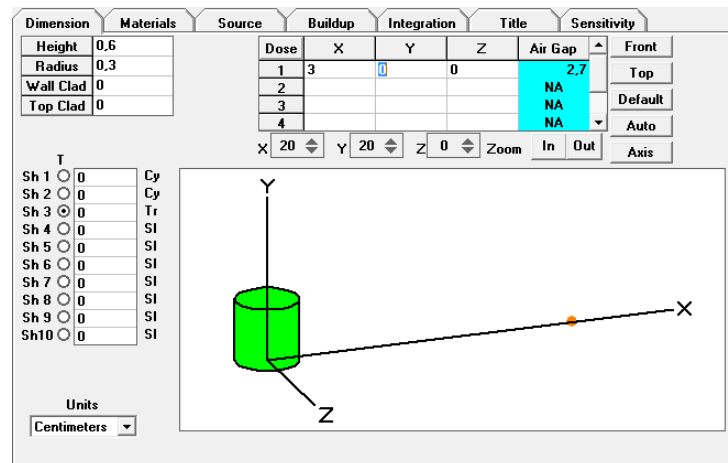 Dimension Materials Source Buildup Integration Title Sensitivity
Height 0,6
Radius 0,3
Wall Clad 0
Top Clad 0
Dose X Y Z Air Gap
1 3 0 0 2,7
2 NA
3 NA
4 NA
Front
Top
Default
Auto
Axis
X 20 Y 20 Z 0 Zoom In Out
T
Sh 1 0 Cy
Sh 2 0 Cy
Sh 3 0 Tr
Sh 4 0 Sl
Sh 5 0 Sl
Sh 6 0 Sl
Sh 7 0 Sl
Sh 8 0 Sl
Sh 9 0 Sl
Sh10 0 Sl
Y
X
Z
Units
Centimeters